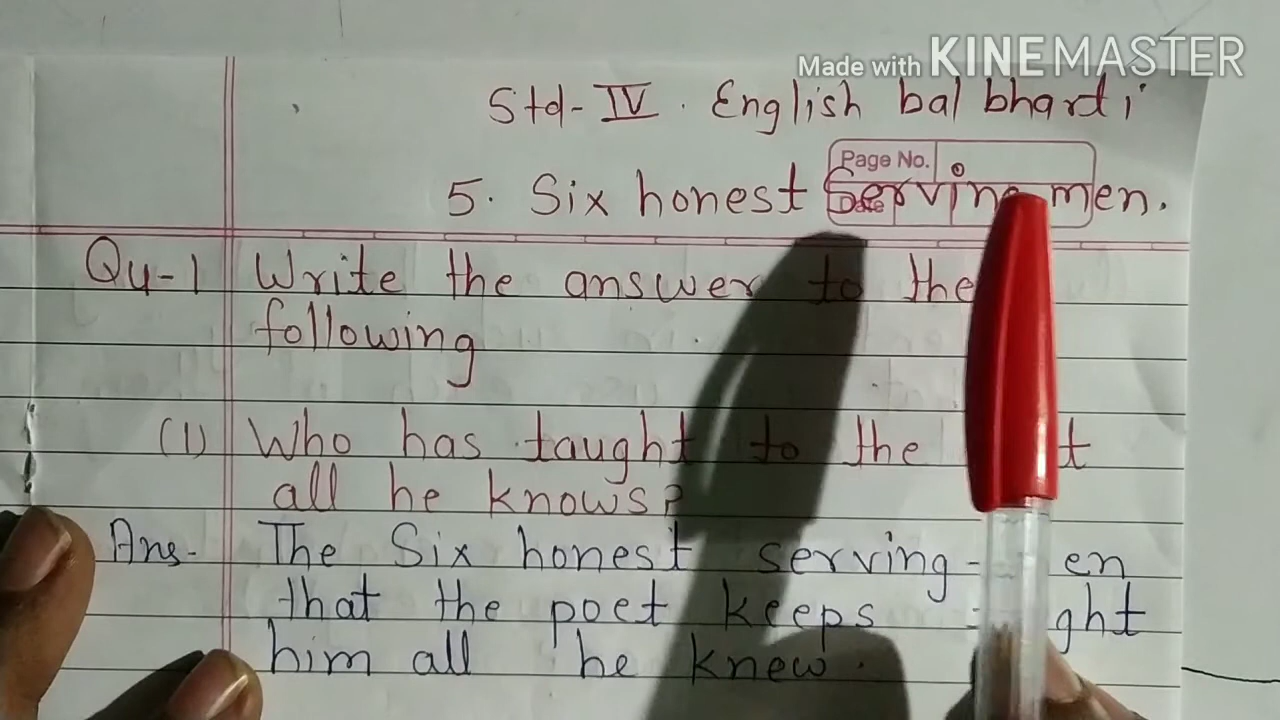 Made with KINEMASTER
Std-IV. English bal bharti
Page No.
5. Six honest Serving men.
Date
Qu-1 Write the answer to the
following
(1) Who has taught to the
all he knows?
Ans- The Six honest serving-
that the poet keeps
him all he knew.